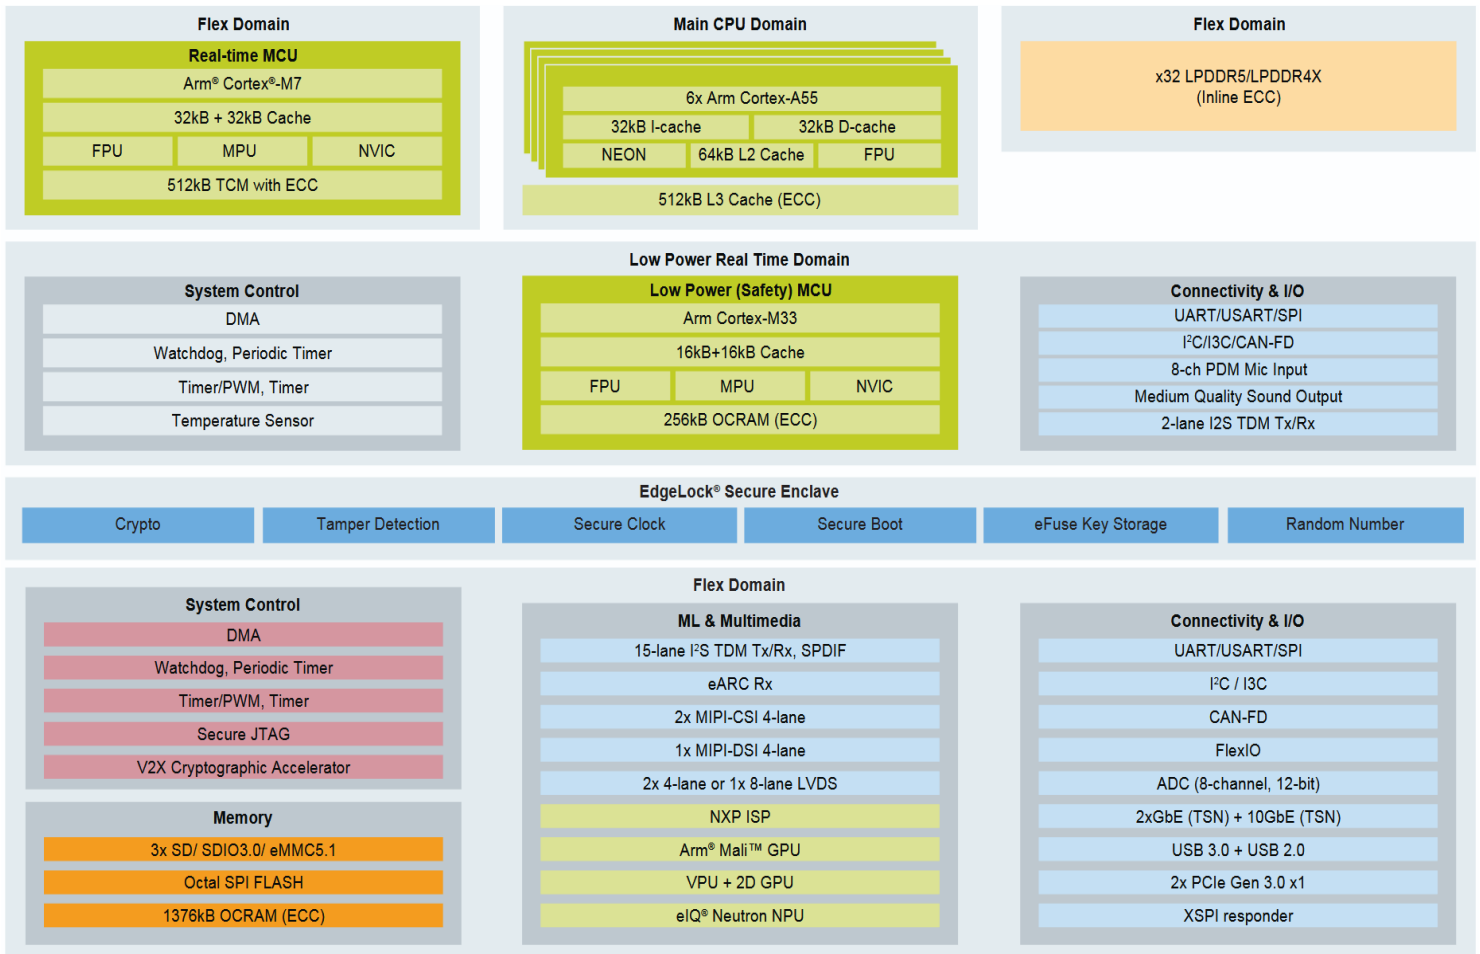 Flex Domain
Real-time MCU
Arm® Cortex®-M7
32kB + 32kB Cache
FPU
MPU
NVIC
512kB TCM with ECC
Main CPU Domain
6x Arm Cortex-A55
32kB I-cache
32kB D-cache
NEON
64kB L2 Cache
FPU
512kB L3 Cache (ECC)
Flex Domain
x32 LPDDR5/LPDDR4X
(Inline ECC)
Low Power Real Time Domain
System Control
DMA
Watchdog, Periodic Timer
Timer/PWM, Timer
Temperature Sensor
Low Power (Safety) MCU
Arm Cortex-M33
16kB+16kB Cache
FPU
MPU
NVIC
256kB OCRAM (ECC)
Connectivity & I/O
UART/USART/SPI
I²C/I3C/CAN-FD
8-ch PDM Mic Input
Medium Quality Sound Output
2-lane I2S TDM Tx/Rx
EdgeLock® Secure Enclave
Crypto
Tamper Detection
Secure Clock
Secure Boot
eFuse Key Storage
Random Number
Flex Domain
System Control
DMA
Watchdog, Periodic Timer
Timer/PWM, Timer
Secure JTAG
V2X Cryptographic Accelerator
Memory
3x SD/ SDIO3.0/ eMMC5.1
Octal SPI FLASH
1376kB OCRAM (ECC)
ML & Multimedia
15-lane I²S TDM Tx/Rx, SPDIF
eARC Rx
2x MIPI-CSI 4-lane
1x MIPI-DSI 4-lane
2x 4-lane or 1x 8-lane LVDS
NXP ISP
Arm® Mali™ GPU
VPU + 2D GPU
eIQ® Neutron NPU
Connectivity & I/O
UART/USART/SPI
I²C / I3C
CAN-FD
FlexIO
ADC (8-channel, 12-bit)
2xGbE (TSN) + 10GbE (TSN)
USB 3.0 + USB 2.0
2x PCIe Gen 3.0 x1
XSPI responder